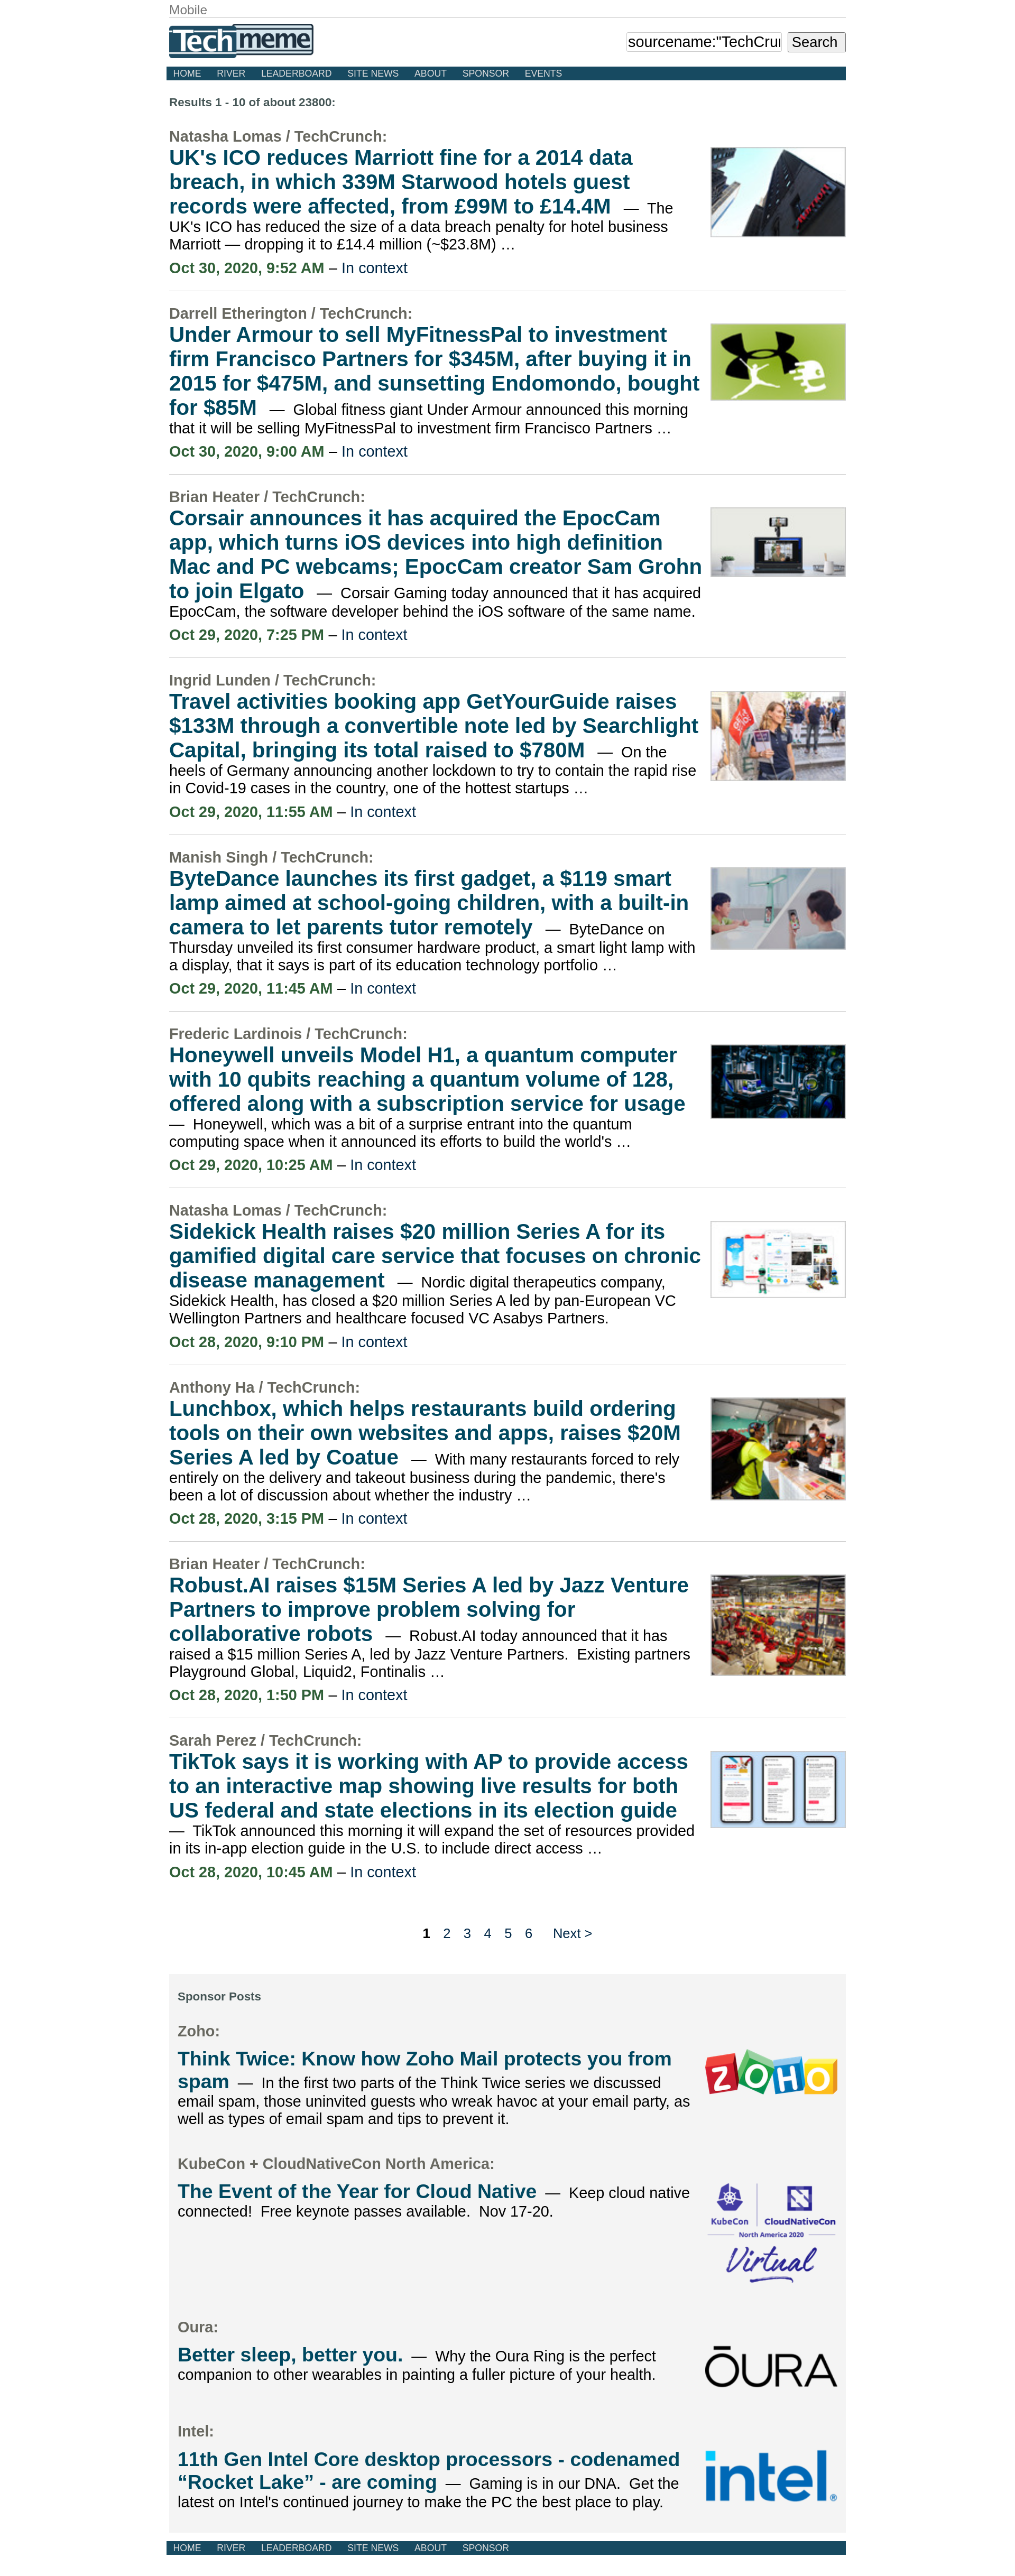 Mobile
Techmeme
sourcename:"TechCru
Search
HOME RIVER LEADERBOARD SITE NEWS ABOUT SPONSOR EVENTS
Results 1 - 10 of about 23800:
Natasha Lomas / TechCrunch:
UK's ICO reduces Marriott fine for a 2014 data
breach, in which 339M Starwood hotels guest
records were affected, from £99M to £14.4M — The
UK's ICO has reduced the size of a data breach penalty for hotel business
Marriott — dropping it to £14.4 million (~$23.8M) …
Oct 30, 2020, 9:52 AM – In context
Darrell Etherington / TechCrunch:
Under Armour to sell MyFitnessPal to investment
firm Francisco Partners for $345M, after buying it in
2015 for $475M, and sunsetting Endomondo, bought
for $85M — Global fitness giant Under Armour announced this morning
that it will be selling MyFitnessPal to investment firm Francisco Partners …
Oct 30, 2020, 9:00 AM – In context
Brian Heater / TechCrunch:
Corsair announces it has acquired the EpocCam
app, which turns iOS devices into high definition
Mac and PC webcams; EpocCam creator Sam Grohn
to join Elgato — Corsair Gaming today announced that it has acquired
EpocCam, the software developer behind the iOS software of the same name.
Oct 29, 2020, 7:25 PM – In context
Ingrid Lunden / TechCrunch:
Travel activities booking app GetYourGuide raises
$133M through a convertible note led by Searchlight
Capital, bringing its total raised to $780M — On the
heels of Germany announcing another lockdown to try to contain the rapid rise
in Covid-19 cases in the country, one of the hottest startups …
Oct 29, 2020, 11:55 AM – In context
Manish Singh / TechCrunch:
ByteDance launches its first gadget, a $119 smart
lamp aimed at school-going children, with a built-in
camera to let parents tutor remotely — ByteDance on
Thursday unveiled its first consumer hardware product, a smart light lamp with
a display, that it says is part of its education technology portfolio …
Oct 29, 2020, 11:45 AM – In context
Frederic Lardinois / TechCrunch:
Honeywell unveils Model H1, a quantum computer
with 10 qubits reaching a quantum volume of 128,
offered along with a subscription service for usage
— Honeywell, which was a bit of a surprise entrant into the quantum
computing space when it announced its efforts to build the world's …
Oct 29, 2020, 10:25 AM – In context
Natasha Lomas / TechCrunch:
Sidekick Health raises $20 million Series A for its
gamified digital care service that focuses on chronic
disease management — Nordic digital therapeutics company,
Sidekick Health, has closed a $20 million Series A led by pan-European VC
Wellington Partners and healthcare focused VC Asabys Partners.
Oct 28, 2020, 9:10 PM – In context
Anthony Ha / TechCrunch:
Lunchbox, which helps restaurants build ordering
tools on their own websites and apps, raises $20M
Series A led by Coatue — With many restaurants forced to rely
entirely on the delivery and takeout business during the pandemic, there's
been a lot of discussion about whether the industry …
Oct 28, 2020, 3:15 PM – In context
Brian Heater / TechCrunch:
Robust.AI raises $15M Series A led by Jazz Venture
Partners to improve problem solving for
collaborative robots — Robust.AI today announced that it has
raised a $15 million Series A, led by Jazz Venture Partners. Existing partners
Playground Global, Liquid2, Fontinalis …
Oct 28, 2020, 1:50 PM – In context
Sarah Perez / TechCrunch:
TikTok says it is working with AP to provide access
to an interactive map showing live results for both
US federal and state elections in its election guide
— TikTok announced this morning it will expand the set of resources provided
in its in-app election guide in the U.S. to include direct access …
Oct 28, 2020, 10:45 AM – In context
1 2 3 4 5 6 Next >
Sponsor Posts
Zoho:
Think Twice: Know how Zoho Mail protects you from
spam — In the first two parts of the Think Twice series we discussed
email spam, those uninvited guests who wreak havoc at your email party, as
well as types of email spam and tips to prevent it.
ZOHO
KubeCon + CloudNativeCon North America:
The Event of the Year for Cloud Native — Keep cloud native
connected! Free keynote passes available. Nov 17-20.
KubeCon CloudNativeCon
North America 2020
Virtual
Oura:
Better sleep, better you. — Why the Oura Ring is the perfect
companion to other wearables in painting a fuller picture of your health.
ŌURA
Intel:
11th Gen Intel Core desktop processors - codenamed
“Rocket Lake” - are coming — Gaming is in our DNA. Get the
latest on Intel's continued journey to make the PC the best place to play.
intel®
HOME RIVER LEADERBOARD SITE NEWS ABOUT SPONSOR